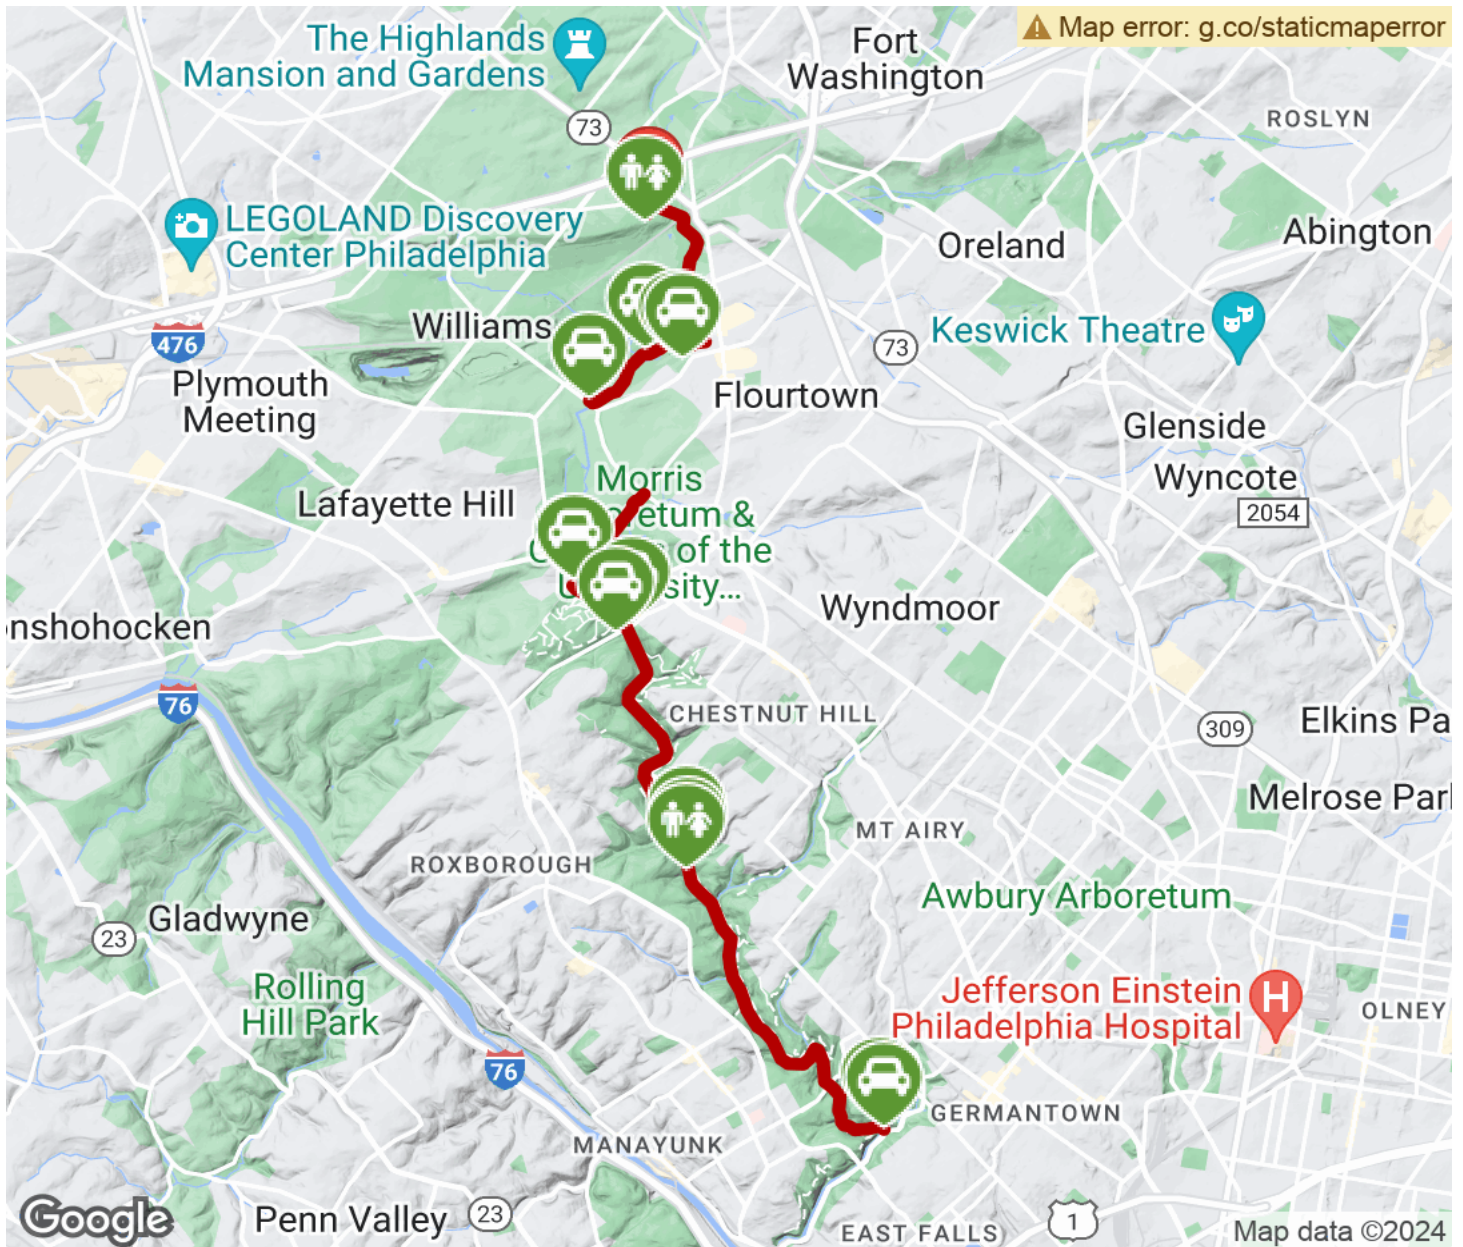 The Highlands
Mansion and Gardens
Fort
Washington
Map error: g.co/staticmaperror
73
ROSLYN
LEGOLAND Discovery
Center Philadelphia
Oreland
Abington
476
Williams
73
Keswick Theatre
Plymouth
Meeting
Flourtown
Glenside
Wyncote
2054
Lafayette Hill
Morris
retum &
of the
sity...
nshohocken
Wyndmoor
76
CHESTNUT HILL
309
Elkins Pa
Melrose Par
MT AIRY
ROXBOROUGH
Awbury Arboretum
Gladwyne
23
Rolling
Hill Park
Jefferson Einstein
Philadelphia Hospital
H
OLNEY
76
GERMANTOWN
MANAYUNK
Google
Penn Valley
23
EAST FALLS
1
Map data ©2024